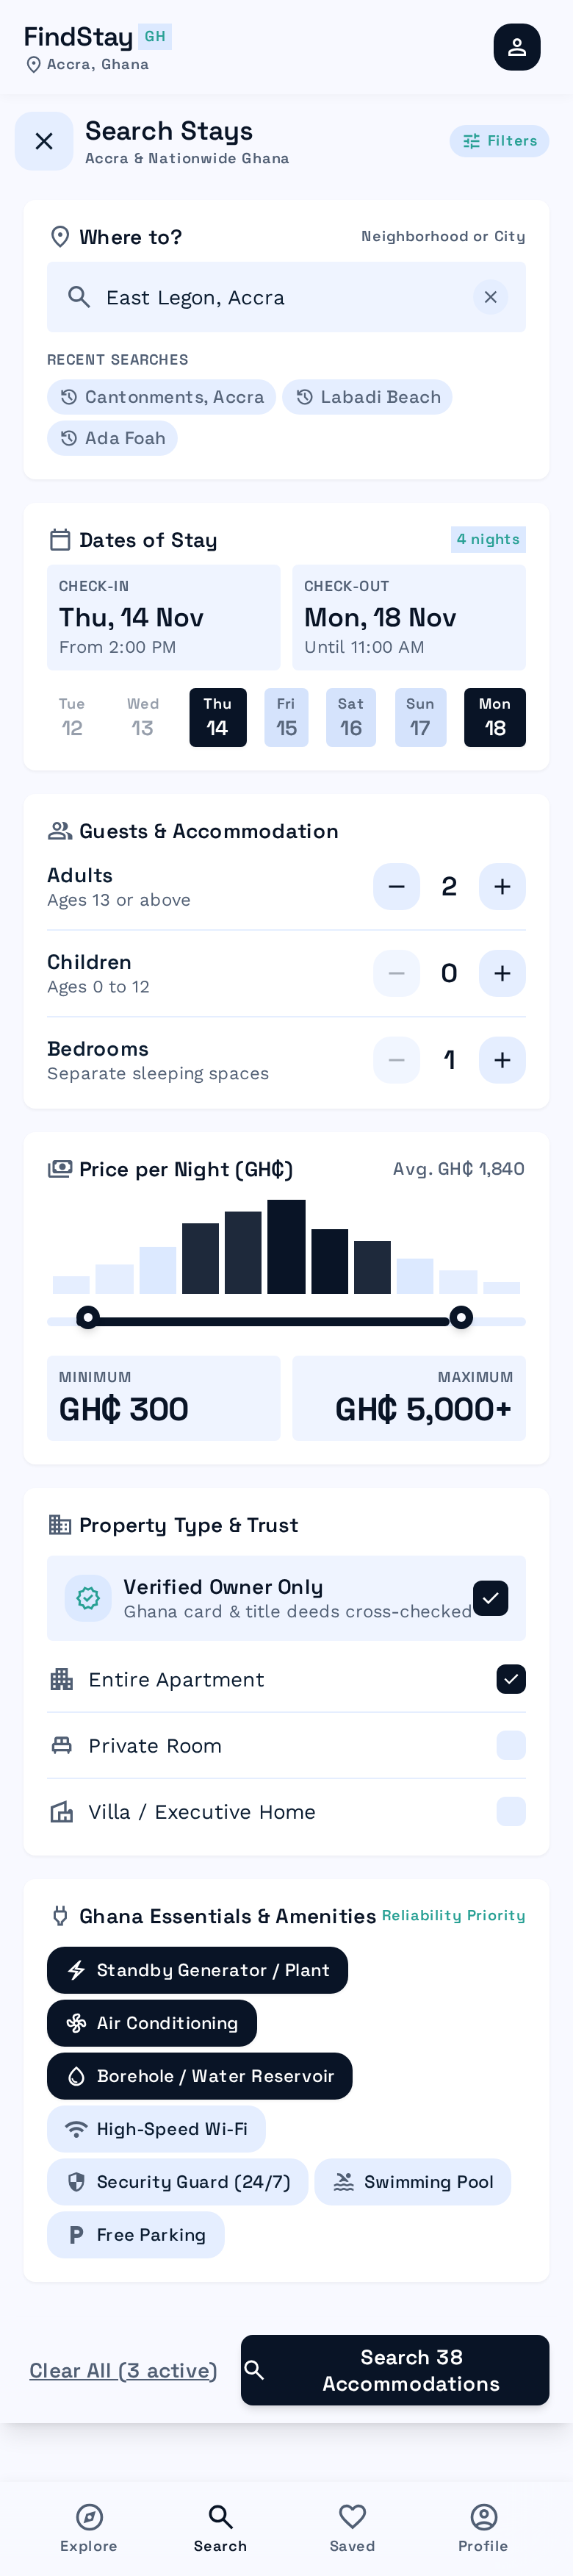 FindStay GH
Accra, Ghana
Search Stays
Accra & Nationwide Ghana
Filters
Where to?
Neighborhood or City
East Legon, Accra
RECENT SEARCHES
Cantonments, Accra
Labadi Beach
Ada Foah
Dates of Stay
4 nights
CHECK-IN
Thu, 14 Nov
From 2:00 PM
CHECK-OUT
Mon, 18 Nov
Until 11:00 AM
Tue Wed Thu Fri Sat Sun Mon
12 13 14 15 16 17 18
Guests & Accommodation
Adults
Ages 13 or above
2
Children
Ages 0 to 12
0
Bedrooms
Separate sleeping spaces
1
Price per Night (GH₵)
Avg. GH₵ 1,840
MINIMUM
GH₵ 300
MAXIMUM
GH₵ 5,000+
Property Type & Trust
Verified Owner Only
Ghana card & title deeds cross-checked
Entire Apartment
Private Room
Villa / Executive Home
Ghana Essentials & Amenities
Reliability Priority
Standby Generator / Plant
Air Conditioning
Borehole / Water Reservoir
High-Speed Wi-Fi
Security Guard (24/7)
Swimming Pool
Free Parking
Clear All (3 active)
Search 38
Accommodations
Explore
Search
Saved
Profile